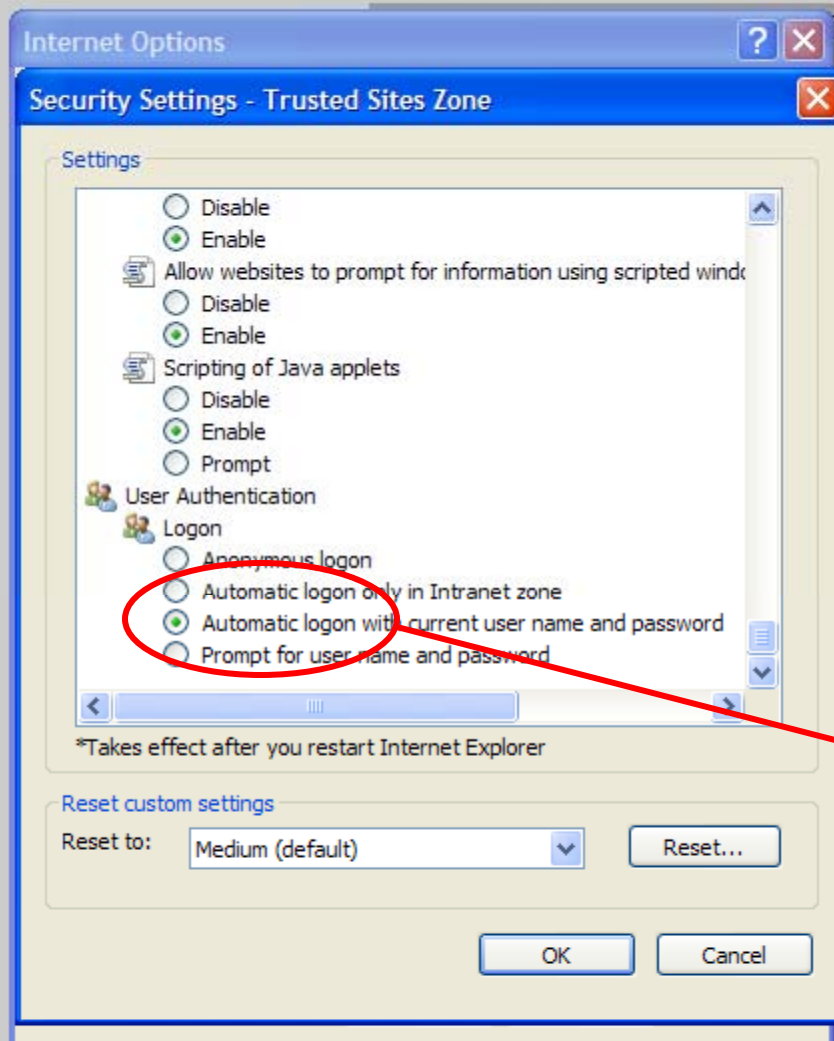 Internet Options
Security Settings - Trusted Sites Zone
Settings
Disable
Enable
Allow websites to prompt for information using scripted windo
Disable
Enable
Scripting of Java applets
Disable
Enable
Prompt
User Authentication
Logon
Anonymous logon
Automatic logon only in Intranet zone
Automatic logon with current user name and password
Prompt for user name and password
*Takes effect after you restart Internet Explorer
Reset custom settings
Reset to: Medium (default) Reset...
OK Cancel